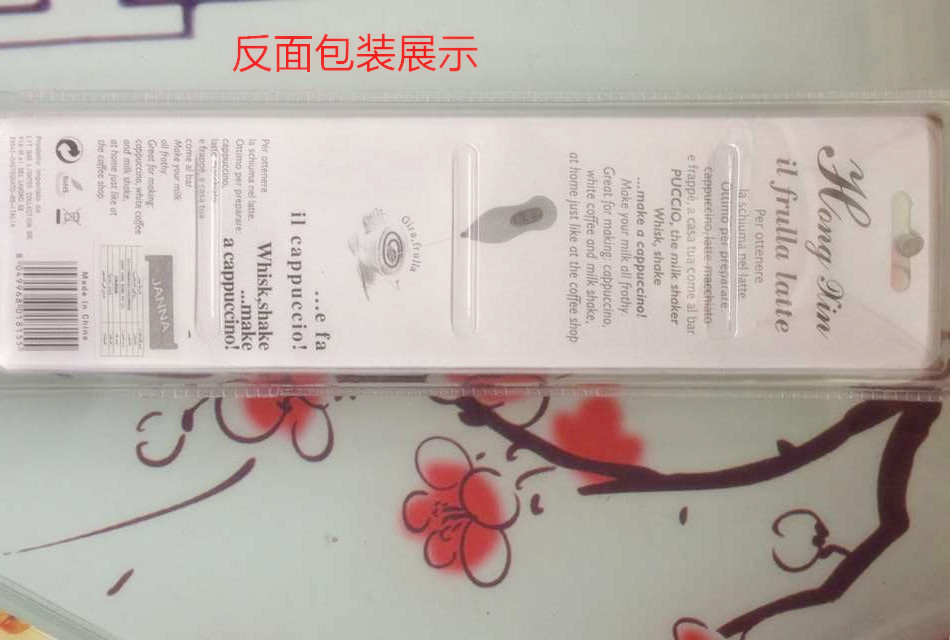 反面包装展示
Hong Xin
il frulla latte
Per ottenere
la schiuma nel latte.
Ottimo per preparare:
cappuccino, latte macchiato
e frappè, a casa tua come al bar
PUCCIO, the milk shaker
Whisk, shake
...make a cappuccino!
Make your milk all frothy.
Great for making: cappuccino,
white coffee and milk shake,
at home just like at the coffee shop
Gira, frulla
...e fa
il cappuccio!
Whisk, shake
...make
a cappuccino!
Per ottenere
la schiuma nel latte.
Ottimo per preparare:
cappuccino,
latte
e frappè, a casa tua
come al bar.
Make your milk
all frothy
Great for making:
cappuccino, white coffee
and milk shake,
at home just like at
the coffee shop.
JANNA
Made in China